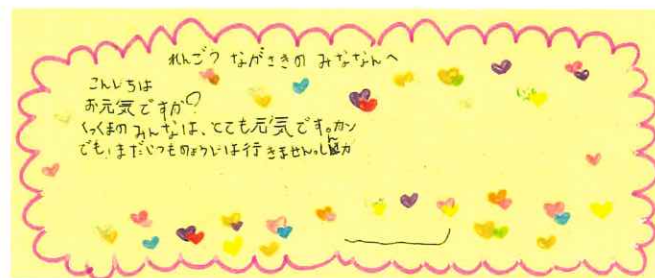 れんごう ながさきの みななんへ
こんにちは
お元気ですか?
くっくまのみんなは、とても元気です。カン
でも、まだいつものようには行きません。し